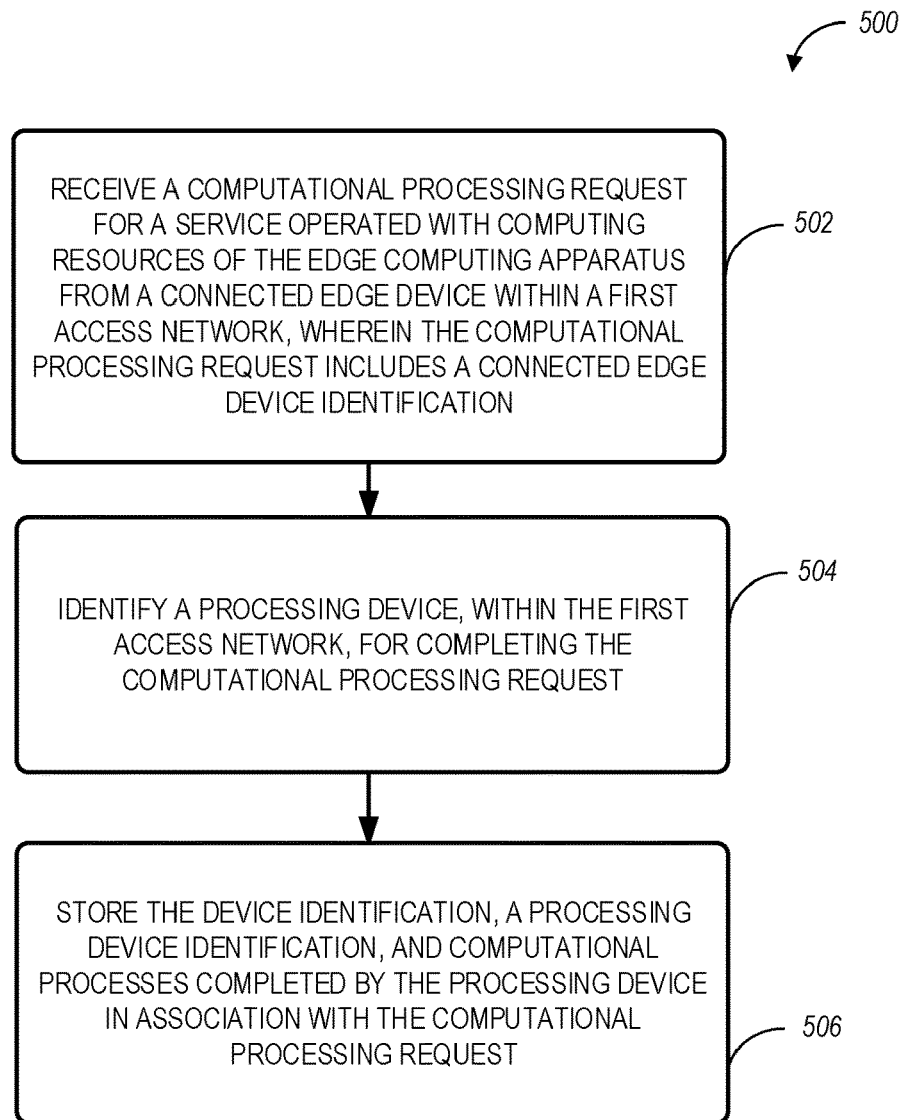 500
RECEIVE A COMPUTATIONAL PROCESSING REQUEST
FOR A SERVICE OPERATED WITH COMPUTING
RESOURCES OF THE EDGE COMPUTING APPARATUS
FROM A CONNECTED EDGE DEVICE WITHIN A FIRST
ACCESS NETWORK, WHEREIN THE COMPUTATIONAL
PROCESSING REQUEST INCLUDES A CONNECTED EDGE
DEVICE IDENTIFICATION
502
IDENTIFY A PROCESSING DEVICE, WITHIN THE FIRST
ACCESS NETWORK, FOR COMPLETING THE
COMPUTATIONAL PROCESSING REQUEST
504
STORE THE DEVICE IDENTIFICATION, A PROCESSING
DEVICE IDENTIFICATION, AND COMPUTATIONAL
PROCESSES COMPLETED BY THE PROCESSING DEVICE
IN ASSOCIATION WITH THE COMPUTATIONAL
PROCESSING REQUEST
506